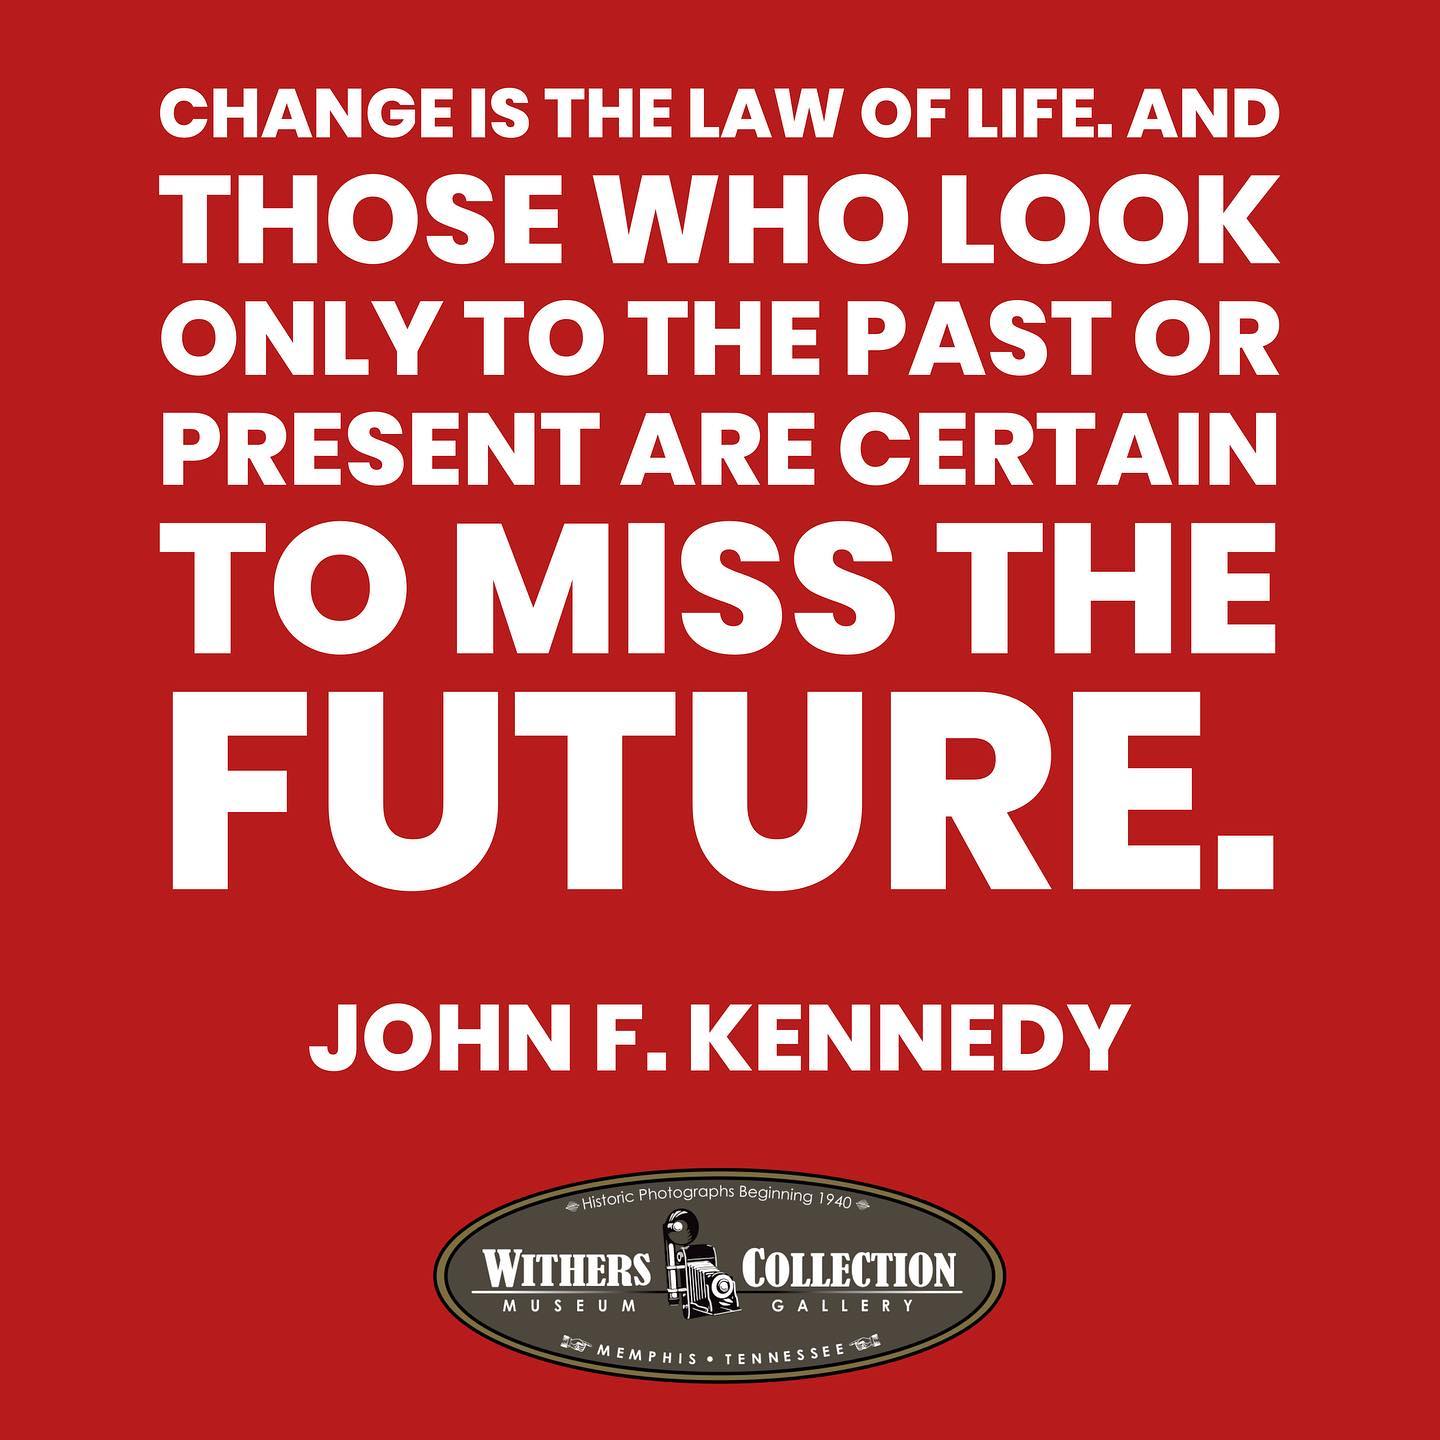 CHANGE IS THE LAW OF LIFE. AND
THOSE WHO LOOK
ONLY TO THE PAST OR
PRESENT ARE CERTAIN
TO MISS THE
FUTURE.
JOHN F. KENNEDY
Historic Photographs Beginning 1940
WITHERS COLLECTION
MUSEUM GALLERY
MEMPHIS • TENNESSEE